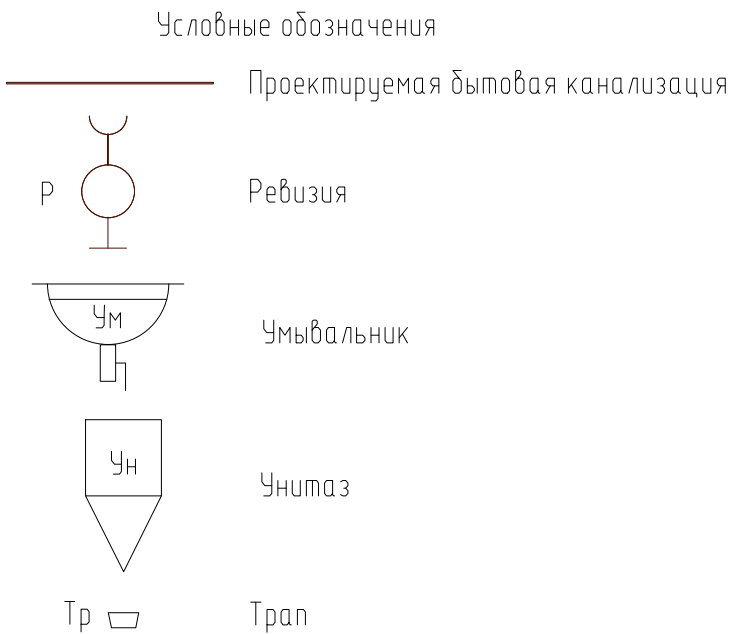 Условные обозначения
Проектируемая бытовая канализация
Р Ревизия
Ум Умывальник
Ун Унитаз
Тр Трап